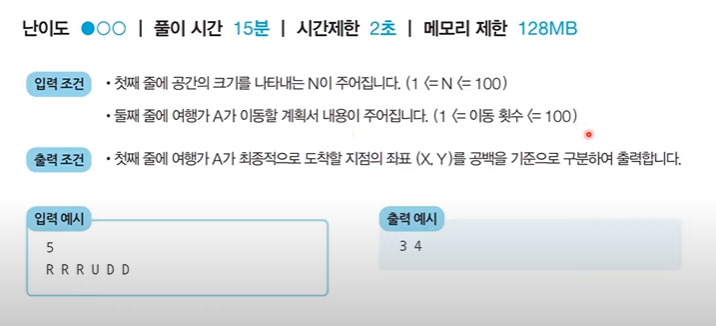 난이도 ●○○ | 풀이 시간 15분 | 시간제한 2초 | 메모리 제한 128MB
입력 조건 • 첫째 줄에 공간의 크기를 나타내는 N이 주어집니다. (1 <= N <= 100)
• 둘째 줄에 여행가 A가 이동할 계획서 내용이 주어집니다. (1 <= 이동 횟수 <= 100)
출력 조건 • 첫째 줄에 여행가 A가 최종적으로 도착할 지점의 좌표 (X, Y)를 공백을 기준으로 구분하여 출력합니다.
입력 예시
5
R R R U D D
출력 예시
3 4